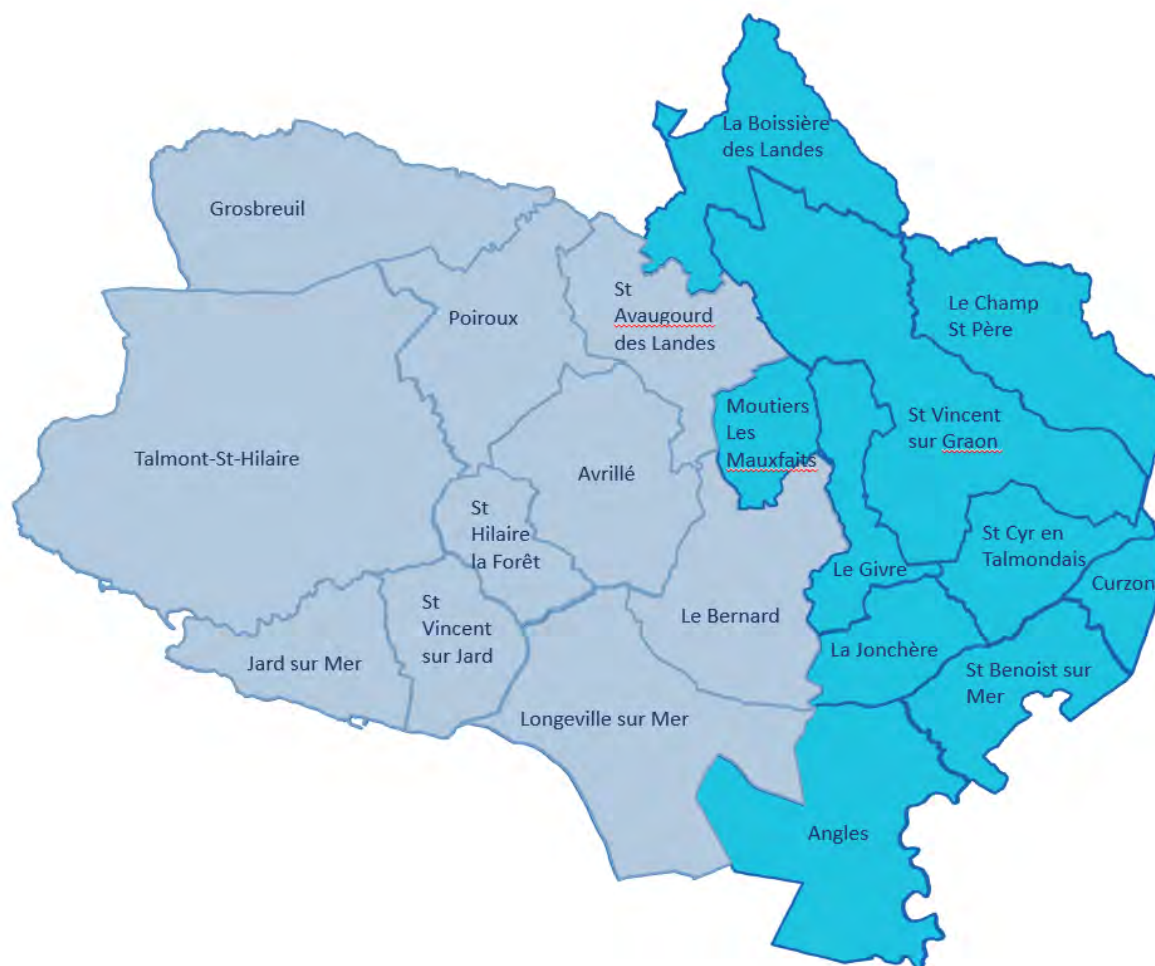 La Boissière
des Landes
Grosbreuil
St
Avaugourd
des Landes
Poiroux
Le Champ
St Père
Moutiers
Les
Mauxfaits
St Vincent
sur Graon
Talmont-St-Hilaire
Avrillé
St
Hilaire
la Forêt
St Cyr en
Talmondais
Le Givre
Curzon
St
Vincent
sur Jard
Le Bernard
La Jonchère
Jard sur Mer
St Benoist sur
Mer
Longeville sur Mer
Angles